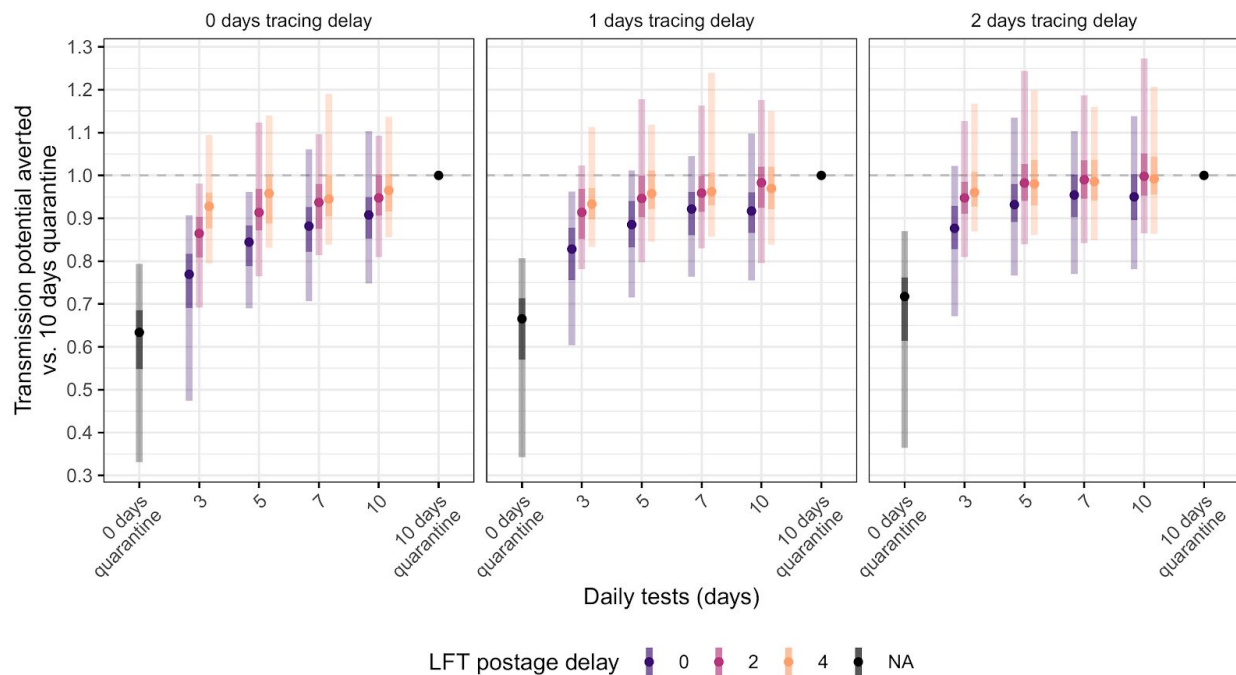 0 days tracing delay
1 days tracing delay
2 days tracing delay
Transmission potential averted
vs. 10 days quarantine
1.3
1.2
1.1
1.0
0.9
0.8
0.7
0.6
0.5
0.4
0.3
0 days
quarantine
3
5
7
10
10 days
quarantine
0 days
quarantine
3
5
7
10
10 days
quarantine
0 days
quarantine
3
5
7
10
10 days
quarantine
Daily tests (days)
LFT postage delay 0 2 4 NA